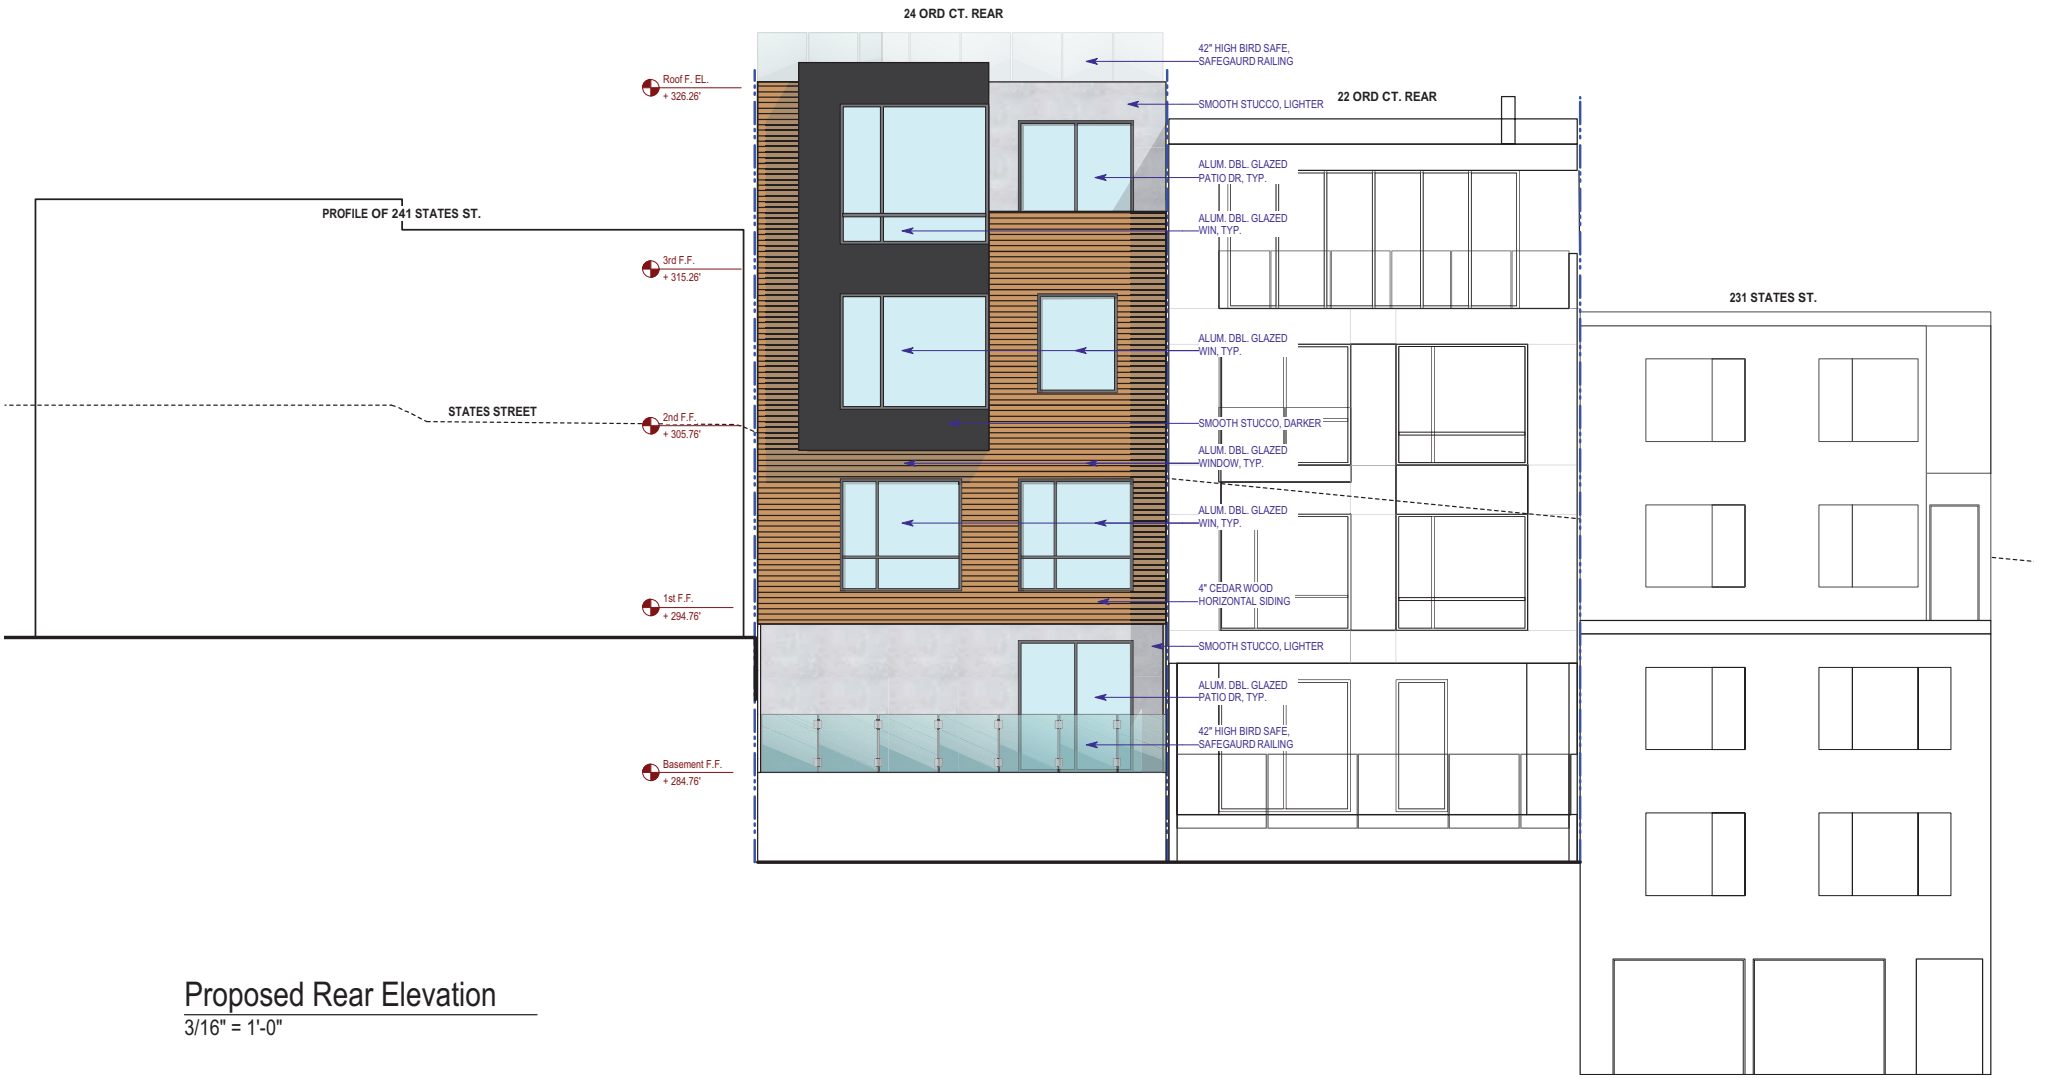 24 ORD CT. REAR
42" HIGH BIRD SAFE,
SAFEGAURD RAILING
Roof F. EL.
+ 326.26'
22 ORD CT. REAR
SMOOTH STUCCO, LIGHTER
ALUM. DBL. GLAZED
PATIO DR, TYP.
PROFILE OF 241 STATES ST.
ALUM. DBL. GLAZED
WIN, TYP.
3rd F.F.
+ 315.26'
231 STATES ST.
ALUM. DBL. GLAZED
WIN, TYP.
STATES STREET
2nd F.F.
+ 305.76'
SMOOTH STUCCO, DARKER
ALUM. DBL. GLAZED
WINDOW, TYP.
ALUM. DBL. GLAZED
WIN, TYP.
4" CEDAR WOOD
HORIZONTAL SIDING
1st F.F.
+ 294.76'
SMOOTH STUCCO, LIGHTER
ALUM. DBL. GLAZED
PATIO DR, TYP.
42" HIGH BIRD SAFE,
SAFEGAURD RAILING
Basement F.F.
+ 284.76'
Proposed Rear Elevation
3/16" = 1'-0"